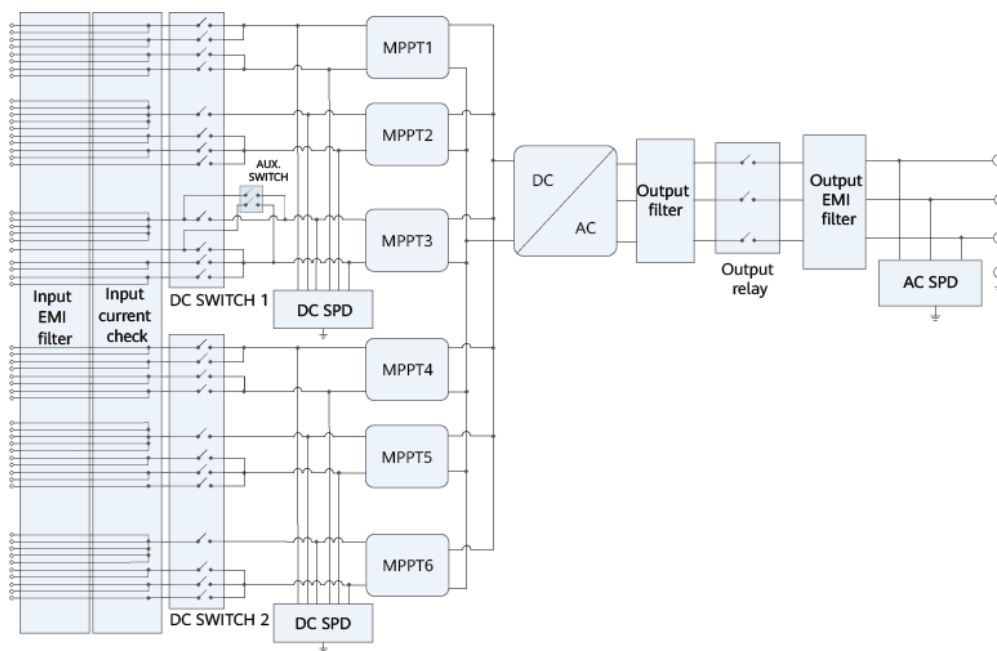 MPPT1
MPPT2
AUX.
SWITCH
MPPT3
DC SWITCH 1
DC SPD
Input
EMI
filter
Input
current
check
MPPT4
MPPT5
MPPT6
DC SWITCH 2
DC SPD
DC
AC
Output
filter
Output
relay
Output
EMI
filter
AC SPD